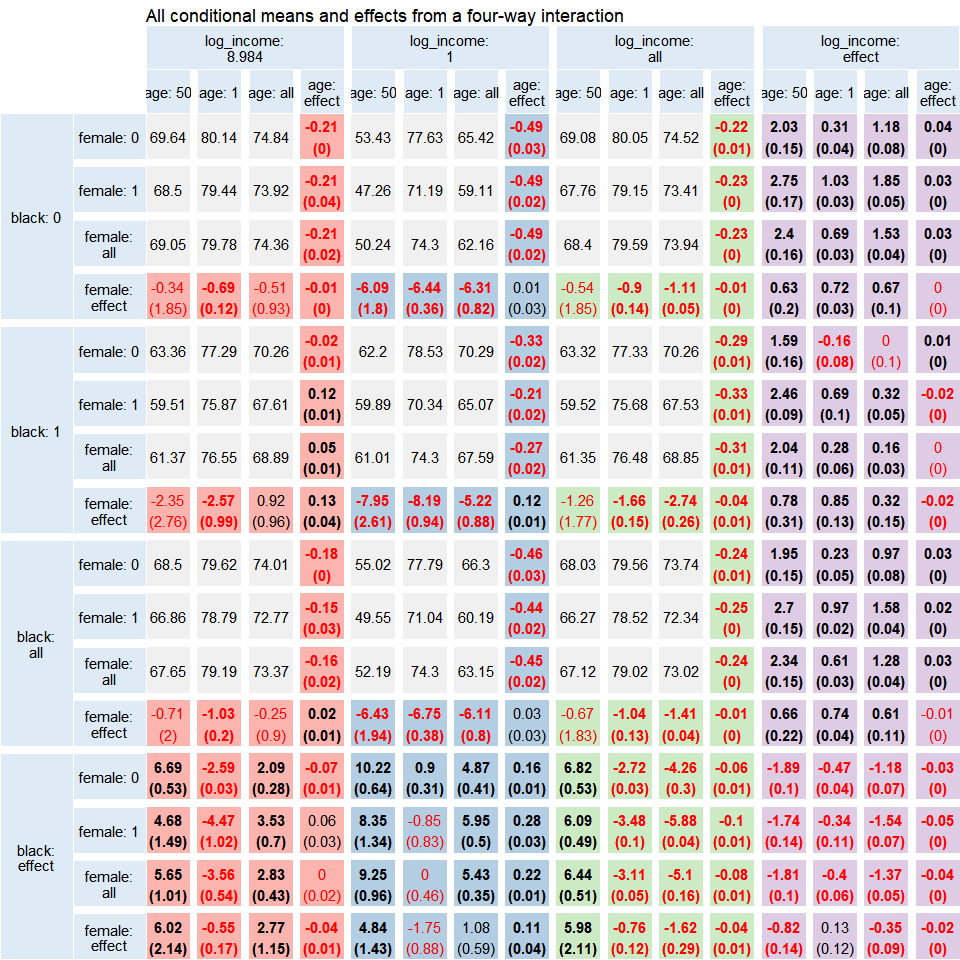 All conditional means and effects from a four-way interaction
log_income: log_income: log_income: log_income:
8.984 1 all effect
age: 50 age: 1 age: all age: effect age: 50 age: 1 age: all age: effect age: 50 age: 1 age: all age: effect age: 50 age: 1 age: all age: effect
black: 0
female: 0 69.64 80.14 74.84 -0.21 53.43 77.63 65.42 -0.49 69.08 80.05 74.52 -0.22 2.03 0.31 1.18 0.04
(0) (0.03) (0.01) (0.15) (0.04) (0.08) (0)
female: 1 68.5 79.44 73.92 -0.21 47.26 71.19 59.11 -0.49 67.76 79.15 73.41 -0.23 2.75 1.03 1.85 0.03
(0.04) (0.02) (0) (0.17) (0.03) (0.05) (0)
female: all 69.05 79.78 74.36 -0.21 50.24 74.3 62.16 -0.49 68.4 79.59 73.94 -0.23 2.4 0.69 1.53 0.03
(0.02) (0.02) (0) (0.16) (0.03) (0.04) (0)
female: effect -0.34 -0.69 -0.51 -0.01 -6.09 -6.44 -6.31 0.01 -0.54 -0.9 -1.11 -0.01 0.63 0.72 0.67 0
(1.85) (0.12) (0.93) (0) (1.8) (0.36) (0.82) (0.03) (1.85) (0.14) (0.05) (0) (0.2) (0.03) (0.1) (0)
black: 1
female: 0 63.36 77.29 70.26 -0.02 62.2 78.53 70.29 -0.33 63.32 77.33 70.26 -0.29 1.59 -0.16 0 0.01
(0.01) (0.02) (0.01) (0.16) (0.08) (0.1) (0)
female: 1 59.51 75.87 67.61 0.12 59.89 70.34 65.07 -0.21 59.52 75.68 67.53 -0.33 2.46 0.69 0.32 -0.02
(0.01) (0.02) (0.01) (0.09) (0.1) (0.05) (0)
female: all 61.37 76.55 68.89 0.05 61.01 74.3 67.59 -0.27 61.35 76.48 68.85 -0.31 2.04 0.28 0.16 0
(0.01) (0.02) (0.01) (0.11) (0.06) (0.03) (0)
female: effect -2.35 -2.57 0.92 0.13 -7.95 -8.19 -5.22 0.12 -1.26 -1.66 -2.74 -0.04 0.78 0.85 0.32 -0.02
(2.76) (0.99) (0.96) (0.04) (2.61) (0.94) (0.88) (0.01) (1.77) (0.15) (0.26) (0.01) (0.31) (0.13) (0.15) (0)
black: all
female: 0 68.5 79.62 74.01 -0.18 55.02 77.79 66.3 -0.46 68.03 79.56 73.74 -0.24 1.95 0.23 0.97 0.03
(0) (0.03) (0.01) (0.15) (0.05) (0.08) (0)
female: 1 66.86 78.79 72.77 -0.15 49.55 71.04 60.19 -0.44 66.27 78.52 72.34 -0.25 2.7 0.97 1.58 0.02
(0.03) (0.02) (0) (0.15) (0.02) (0.04) (0)
female: all 67.65 79.19 73.37 -0.16 52.19 74.3 63.15 -0.45 67.12 79.02 73.02 -0.24 2.34 0.61 1.28 0.03
(0.02) (0.02) (0) (0.15) (0.03) (0.04) (0)
female: effect -0.71 -1.03 -0.25 0.02 -6.43 -6.75 -6.11 0.03 -0.67 -1.04 -1.41 -0.01 0.66 0.74 0.61 -0.01
(2) (0.2) (0.9) (0.01) (1.94) (0.38) (0.8) (0.03) (1.83) (0.13) (0.04) (0) (0.22) (0.04) (0.11) (0)
black: effect
female: 0 6.69 -2.59 2.09 -0.07 10.22 0.9 4.87 0.16 6.82 -2.72 -4.26 -0.06 -1.89 -0.47 -1.18 -0.03
(0.53) (0.03) (0.28) (0.01) (0.64) (0.31) (0.41) (0.01) (0.53) (0.03) (0.3) (0.01) (0.1) (0.04) (0.07) (0)
female: 1 4.68 -4.47 3.53 0.06 8.35 -0.85 5.95 0.28 6.09 -3.48 -5.88 -0.1 -1.74 -0.34 -1.54 -0.05
(1.49) (1.02) (0.7) (0.03) (1.34) (0.83) (0.5) (0.03) (0.49) (0.1) (0.04) (0.01) (0.14) (0.11) (0.07) (0)
female: all 5.65 -3.56 2.83 0 9.25 0 5.43 0.22 6.44 -3.11 -5.1 -0.08 -1.81 -0.4 -1.37 -0.04
(1.01) (0.54) (0.43) (0.02) (0.96) (0.46) (0.35) (0.01) (0.51) (0.05) (0.16) (0.01) (0.1) (0.06) (0.05) (0)
female: effect 6.02 -0.55 2.77 -0.04 4.84 -1.75 1.08 0.11 5.98 -0.76 -1.62 -0.04 -0.82 0.13 -0.35 -0.02
(2.14) (0.17) (1.15) (0.01) (1.43) (0.88) (0.59) (0.04) (2.11) (0.12) (0.29) (0.01) (0.14) (0.12) (0.09) (0)